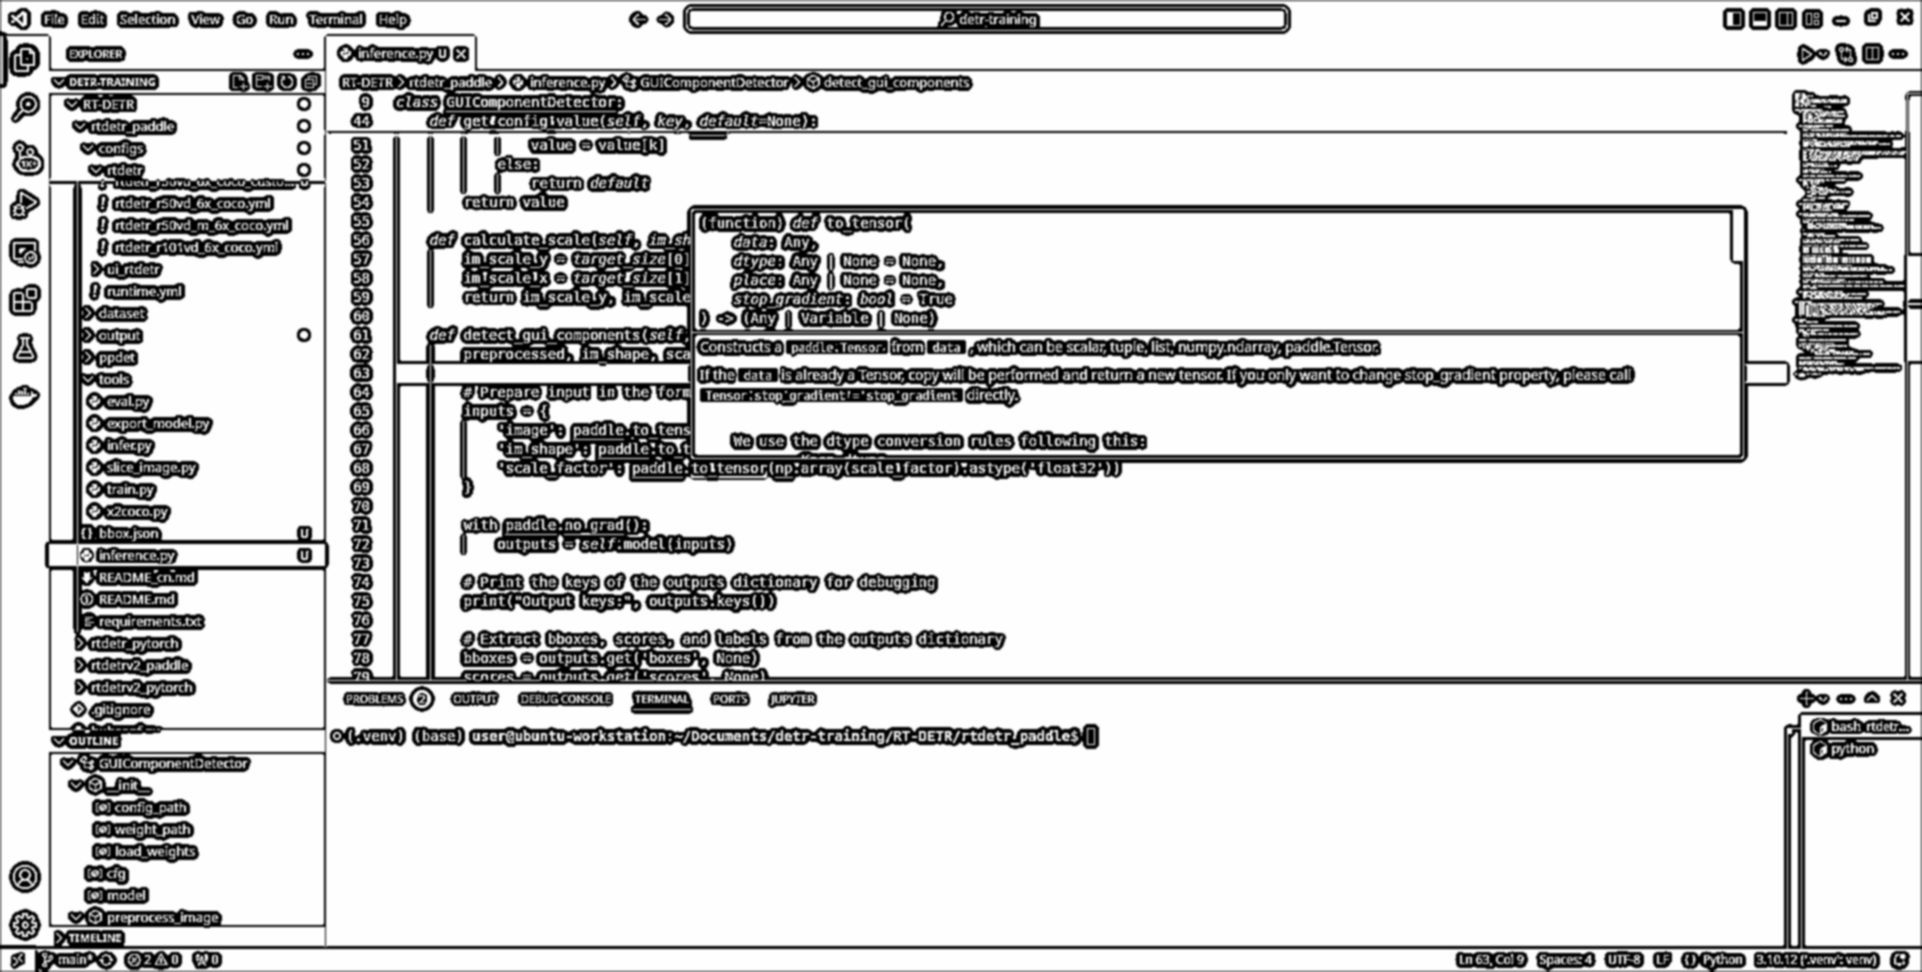 File Edit Selection View Go Run Terminal Help
detr-training
EXPLORER
DETR-TRAINING
RT-DETR
rtdetr_paddle
configs
rtdetr
rtdetr_r50vd_6x_coco.yml
rtdetr_r50vd_m_6x_coco.yml
rtdetr_r101vd_6x_coco.yml
ui_rtdetr
runtime.yml
dataset
output
ppdet
tools
eval.py
export_model.py
infer.py
slice_image.py
train.py
x2coco.py
bbox.json U
inference.py U
README_cn.md
README.md
requirements.txt
rtdetr_pytorch
rtdetrv2_paddle
rtdetrv2_pytorch
.gitignore
OUTLINE
GUIComponentDetector
__init__
config_path
weight_path
load_weights
cfg
model
preprocess_image
TIMELINE
inference.py U
RT-DETR > rtdetr_paddle > inference.py > GUIComponentDetector > detect_gui_components
9 class GUIComponentDetector:
44 def get_config_value(self, key, default=None):
51 value = value[k]
52 else:
53 return default
54 return value
55
56 def calculate_scale(self, im_sh
57 im_scale_y = target_size[0]
58 im_scale_x = target_size[1]
59 return im_scale_y, im_scale
60
61 def detect_gui_components(self,
62 preprocessed, im_shape, sca
63
64 # Prepare input in the form
65 inputs = {
66 'image': paddle.to_tens
67 'im_shape': paddle.to_t
68 'scale_factor': paddle.to_tensor(np.array(scale_factor).astype('float32'))
69 }
70
71 with paddle.no_grad():
72 outputs = self.model(inputs)
73
74 # Print the keys of the outputs dictionary for debugging
75 print("Output keys:", outputs.keys())
76
77 # Extract bboxes, scores, and labels from the outputs dictionary
78 bboxes = outputs.get('boxes', None)
79 scores = outputs.get('scores', None)
(function) def to_tensor(
data: Any,
dtype: Any | None = None,
place: Any | None = None,
stop_gradient: bool = True
) -> (Any | Variable | None)
Constructs a paddle.Tensor from data , which can be scalar, tuple, list, numpy.ndarray, paddle.Tensor.
If the data is already a Tensor, copy will be performed and return a new tensor. If you only want to change stop_gradient property, please call
Tensor.stop_gradient = stop_gradient directly.
We use the dtype conversion rules following this:
PROBLEMS 2 OUTPUT DEBUG CONSOLE TERMINAL PORTS JUPYTER
(.venv) (base) user@ubuntu-workstation:~/Documents/detr-training/RT-DETR/rtdetr_paddle$
bash rtdetr...
python
main* 2 0 0
Ln 63, Col 9 Spaces: 4 UTF-8 LF Python 3.10.12 ('.venv': venv)